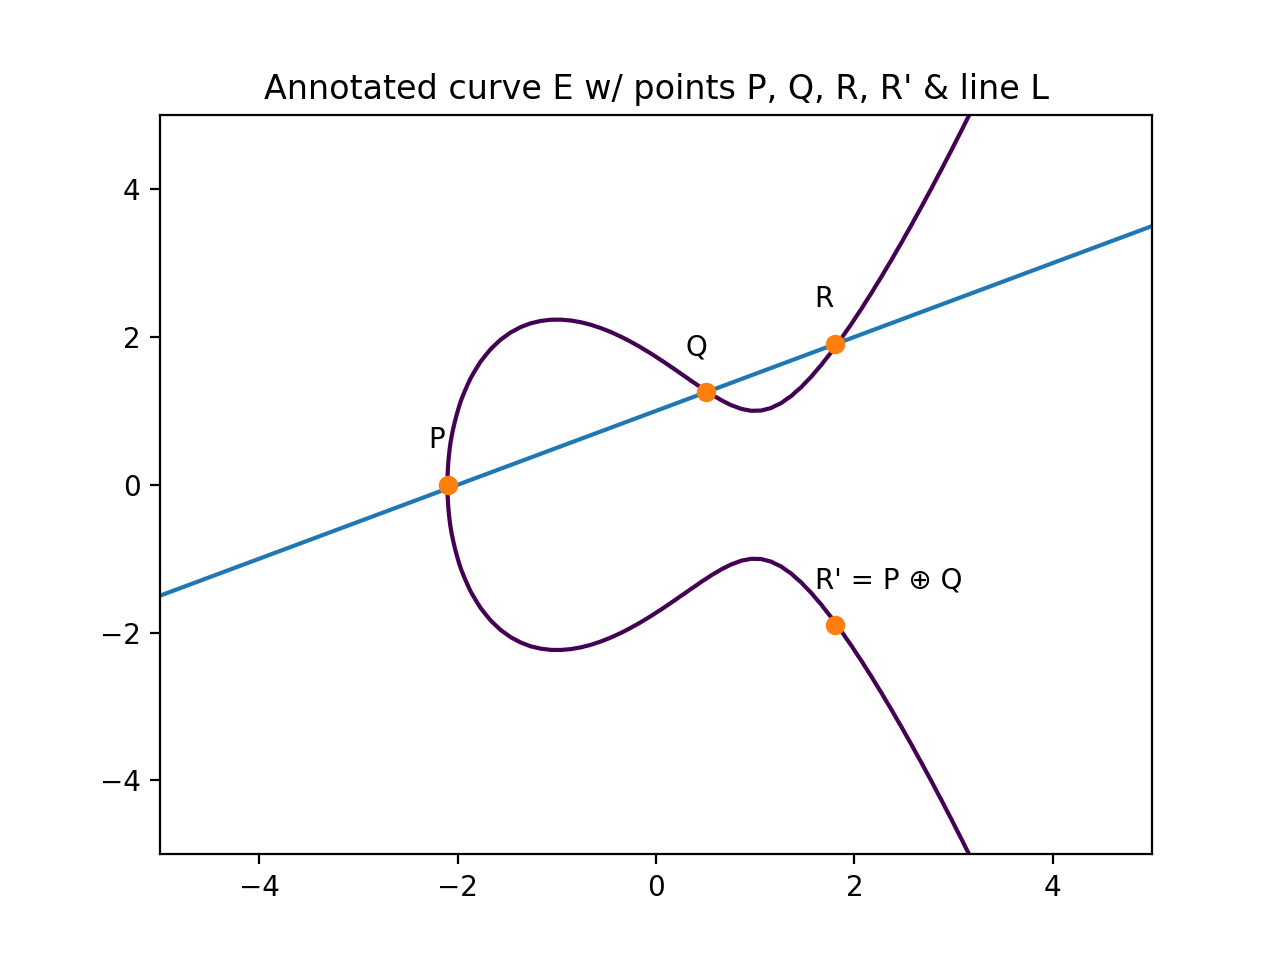 Annotated curve E w/ points P, Q, R, R' & line L
4
2
0
−2
−4
R
Q
P
R' = P ⊕ Q
−4
−2
0
2
4